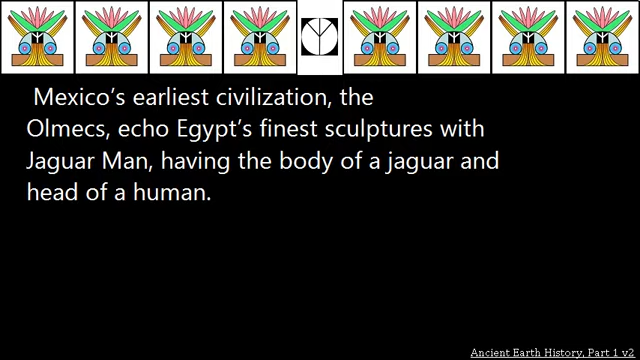 Mexico’s earliest civilization, the
Olmecs, echo Egypt’s finest sculptures with
Jaguar Man, having the body of a jaguar and
head of a human.
Ancient Earth History, Part 1 v2